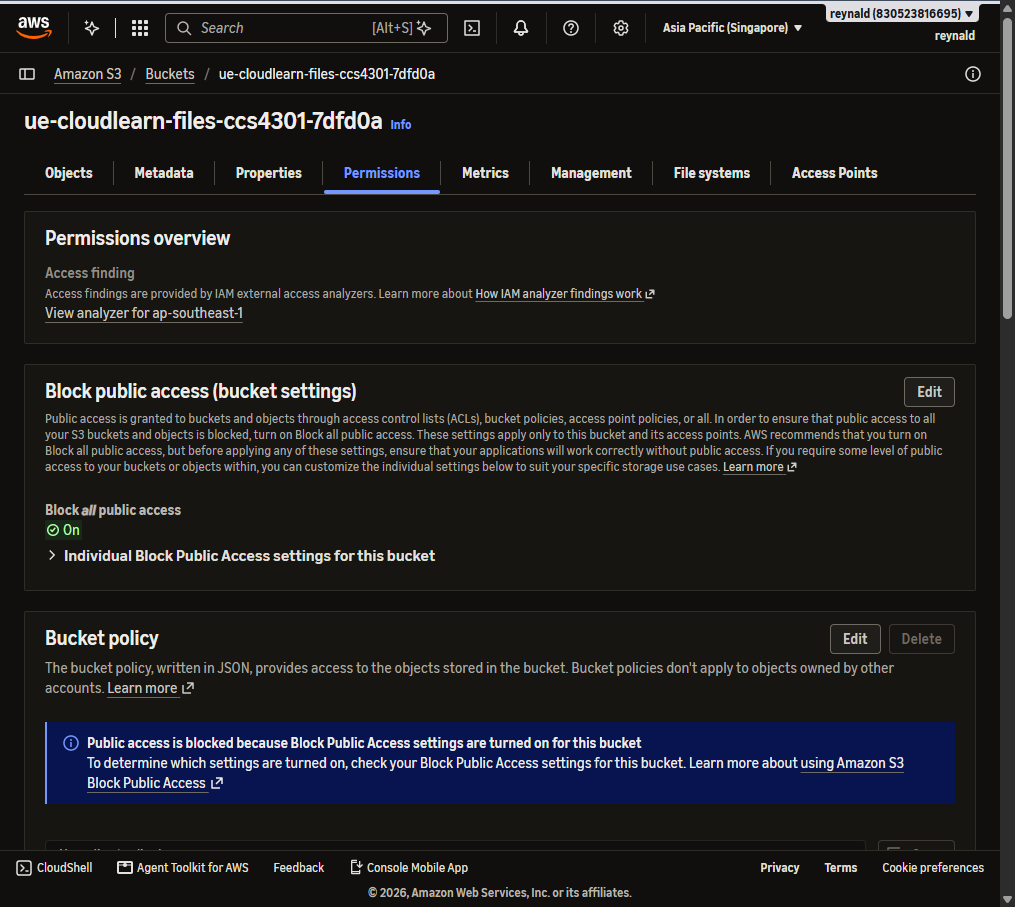 aws
Search
[Alt+S]
Asia Pacific (Singapore)
reynald (830523816695)
reynald
Amazon S3 / Buckets / ue-cloudlearn-files-ccs4301-7dfd0a
ue-cloudlearn-files-ccs4301-7dfd0a Info
Objects Metadata Properties Permissions Metrics Management File systems Access Points
Permissions overview
Access finding
Access findings are provided by IAM external access analyzers. Learn more about How IAM analyzer findings work
View analyzer for ap-southeast-1
Block public access (bucket settings)
Edit
Public access is granted to buckets and objects through access control lists (ACLs), bucket policies, access point policies, or all. In order to ensure that public access to all
your S3 buckets and objects is blocked, turn on Block all public access. These settings apply only to this bucket and its access points. AWS recommends that you turn on
Block all public access, but before applying any of these settings, ensure that your applications will work correctly without public access. If you require some level of public
access to your buckets or objects within, you can customize the individual settings below to suit your specific storage use cases. Learn more
Block all public access
On
Individual Block Public Access settings for this bucket
Bucket policy
Edit Delete
The bucket policy, written in JSON, provides access to the objects stored in the bucket. Bucket policies don't apply to objects owned by other
accounts. Learn more
Public access is blocked because Block Public Access settings are turned on for this bucket
To determine which settings are turned on, check your Block Public Access settings for this bucket. Learn more about using Amazon S3
Block Public Access
CloudShell Agent Toolkit for AWS Feedback Console Mobile App Privacy Terms Cookie preferences
© 2026, Amazon Web Services, Inc. or its affiliates.